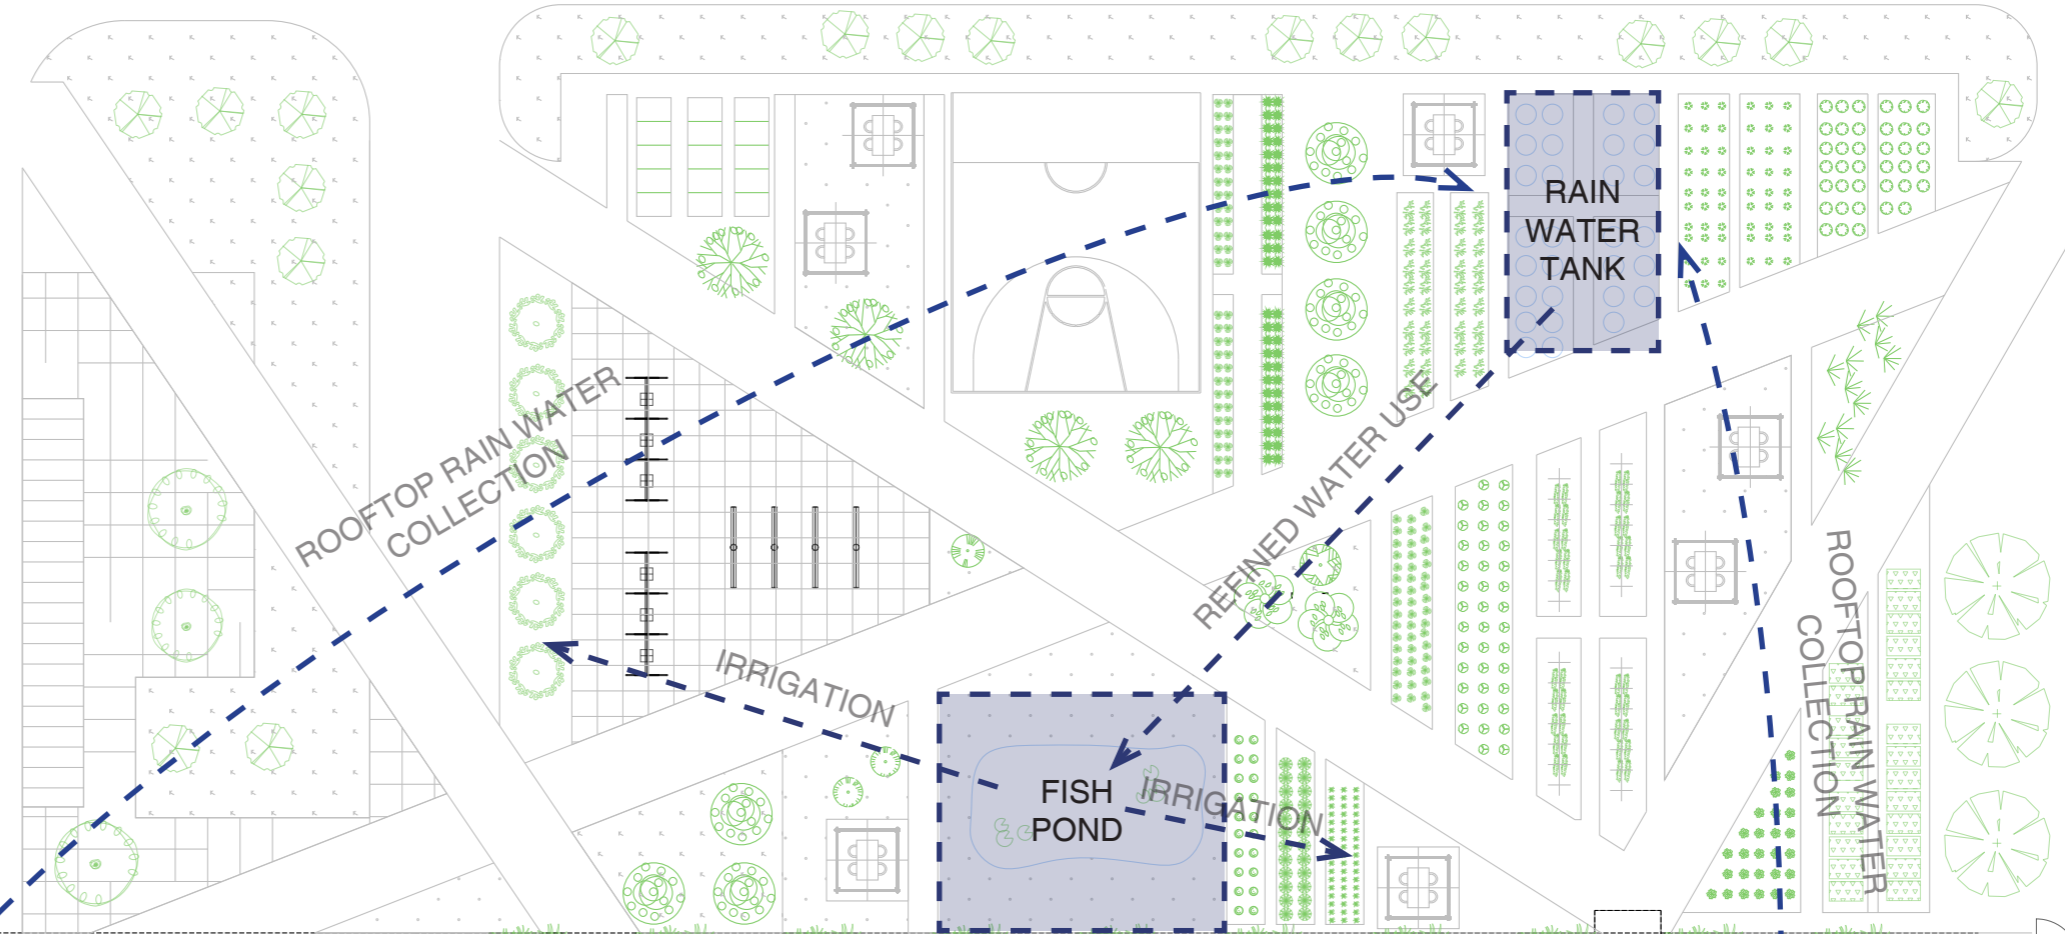 RAIN
WATER
TANK
ROOFTOP RAIN WATER
COLLECTION
REFINED WATER USE
IRRIGATION
FISH
POND
IRRIGATION
ROOFTOP RAIN WATER
COLLECTION